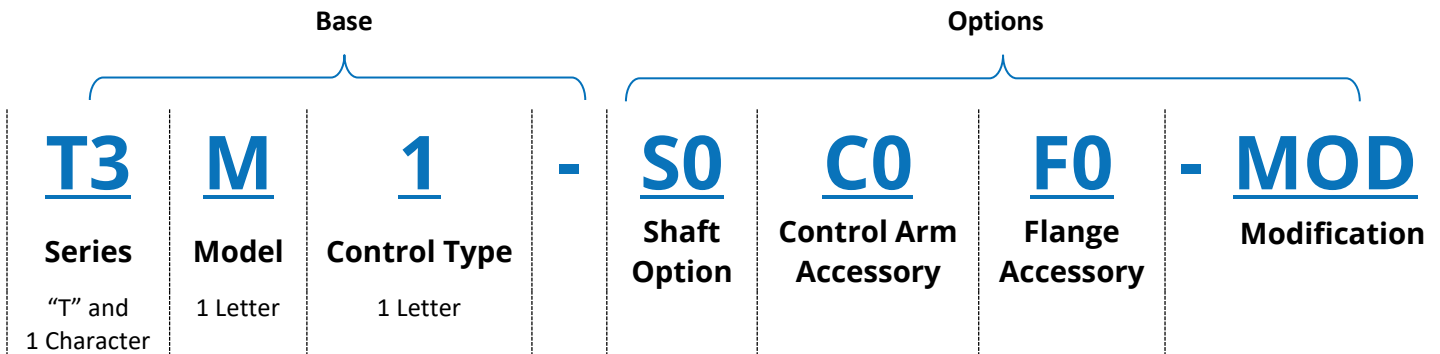 Base Options
T3 M 1 - S0 C0 F0 - MOD
Series Model Control Type Shaft Option Control Arm Accessory Flange Accessory Modification
“T” and 1 Character 1 Letter 1 Letter